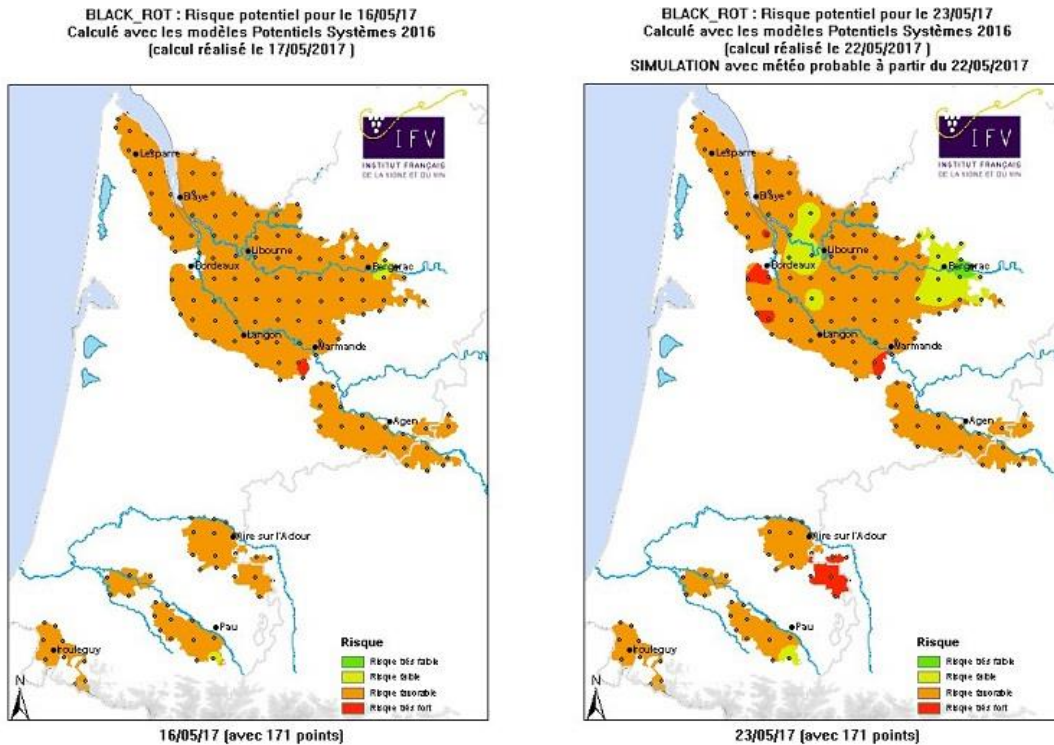 BLACK_ROT : Risque potentiel pour le 16/05/17
Calculé avec les modèles Potentiels Systèmes 2016
(calcul réalisé le 17/05/2017 )
IFV
INSTITUT FRANÇAIS
DE LA VIGNE ET DU VIN
Lesparre
Blaye
Libourne
Bordeaux
Bergerac
Langon
Marmande
Agen
Aire sur l'Adour
Pau
Irouleguy
N
Risque
Risque très faible
Risque faible
Risque favorable
Risque très fort
16/05/17 (avec 171 points)
BLACK_ROT : Risque potentiel pour le 23/05/17
Calculé avec les modèles Potentiels Systèmes 2016
(calcul réalisé le 22/05/2017 )
SIMULATION avec météo probable à partir du 22/05/2017
IFV
INSTITUT FRANÇAIS
DE LA VIGNE ET DU VIN
Lesparre
Blaye
Libourne
Bordeaux
Bergerac
Langon
Marmande
Agen
Aire sur l'Adour
Pau
Irouleguy
N
Risque
Risque très faible
Risque faible
Risque favorable
Risque très fort
23/05/17 (avec 171 points)